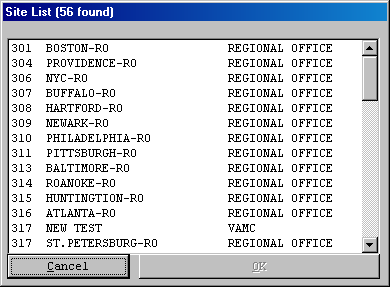 Site List (56 found)
301 BOSTON-RO REGIONAL OFFICE
304 PROVIDENCE-RO REGIONAL OFFICE
306 NYC-RO REGIONAL OFFICE
307 BUFFALO-RO REGIONAL OFFICE
308 HARTFORD-RO REGIONAL OFFICE
309 NEWARK-RO REGIONAL OFFICE
310 PHILADELPHIA-RO REGIONAL OFFICE
311 PITTSBURGH-RO REGIONAL OFFICE
313 BALTIMORE-RO REGIONAL OFFICE
314 ROANOKE-RO REGIONAL OFFICE
315 HUNTINGTION-RO REGIONAL OFFICE
316 ATLANTA-RO REGIONAL OFFICE
317 NEW TEST VAMC
317 ST.PETERSBURG-RO REGIONAL OFFICE
Cancel OK